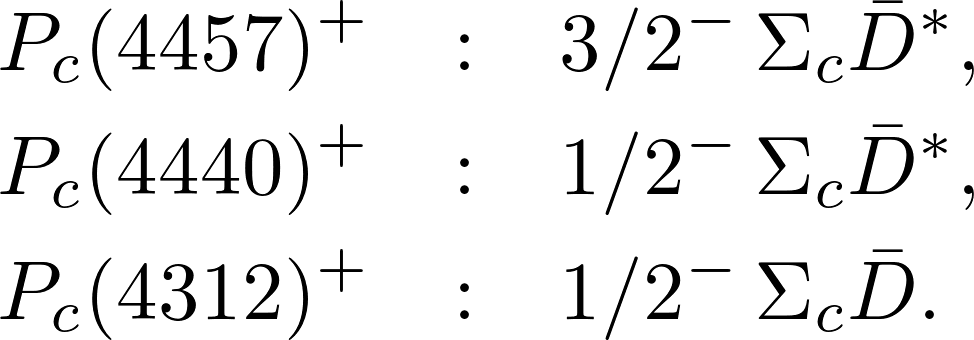 P_c(4457)^+ : 3/2^- Σ_c D̄^*,
P_c(4440)^+ : 1/2^- Σ_c D̄^*,
P_c(4312)^+ : 1/2^- Σ_c D̄.